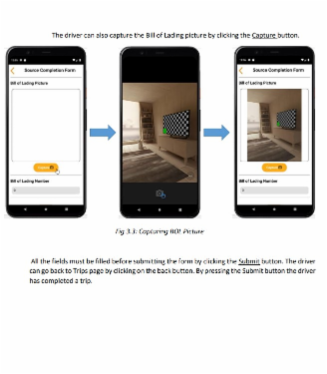 The driver can also capture the Bill of Lading picture by clicking the Capture button.
Source Completion Form
Bill of Lading Picture
Bill of Lading Number
Source Completion Form
Bill of Lading Picture
Bill of Lading Number
Fig 3.3: Capturing BOL Picture
All the fields must be filled before submitting the form by clicking the Submit button. The driver
can go back to Trips page by clicking on the back button. By pressing the Submit button the driver
has completed a trip.